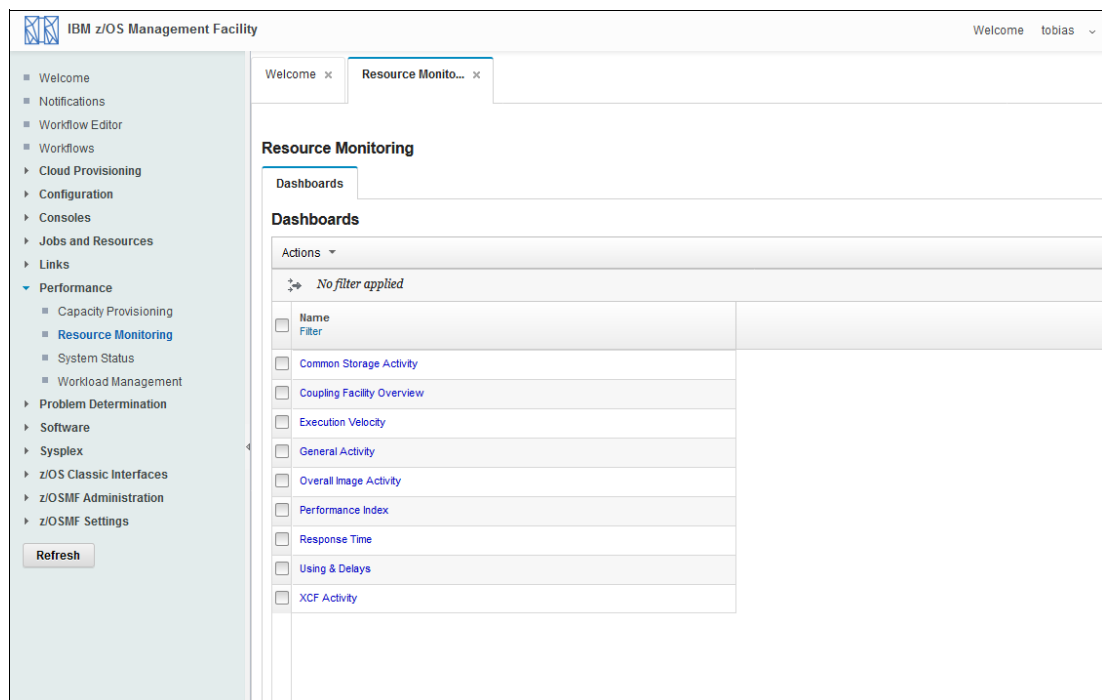 IBM z/OS Management Facility
Welcome tobias
Welcome
Notifications
Workflow Editor
Workflows
Cloud Provisioning
Configuration
Consoles
Jobs and Resources
Links
Performance
Capacity Provisioning
Resource Monitoring
System Status
Workload Management
Problem Determination
Software
Sysplex
z/OS Classic Interfaces
z/OSMF Administration
z/OSMF Settings
Refresh
Welcome × Resource Monito... ×
Resource Monitoring
Dashboards
Dashboards
Actions
No filter applied
Name
Filter
Common Storage Activity
Coupling Facility Overview
Execution Velocity
General Activity
Overall Image Activity
Performance Index
Response Time
Using & Delays
XCF Activity